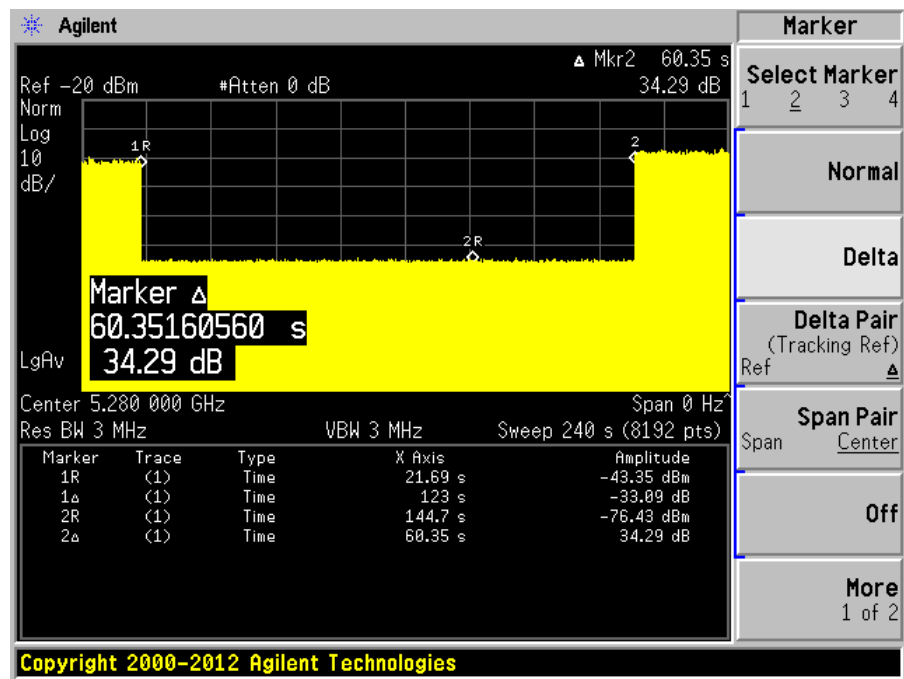 Agilent
Marker
▵ Mkr2 60.35 s
Ref -20 dBm #Atten 0 dB 34.29 dB
Norm
Log
10
dB/
1R
2
2R
Marker ▵
60.35160560 s
34.29 dB
LgAv
Center 5.280 000 GHz Span 0 Hz^
Res BW 3 MHz VBW 3 MHz Sweep 240 s (8192 pts)
Marker Trace Type X Axis Amplitude
1R (1) Time 21.69 s -43.35 dBm
1▵ (1) Time 123 s -33.09 dB
2R (1) Time 144.7 s -76.43 dBm
2▵ (1) Time 60.35 s 34.29 dB
Select Marker
1 2 3 4
Normal
Delta
Delta Pair
(Tracking Ref)
Ref ▵
Span Pair
Span Center
Off
More
1 of 2
Copyright 2000-2012 Agilent Technologies